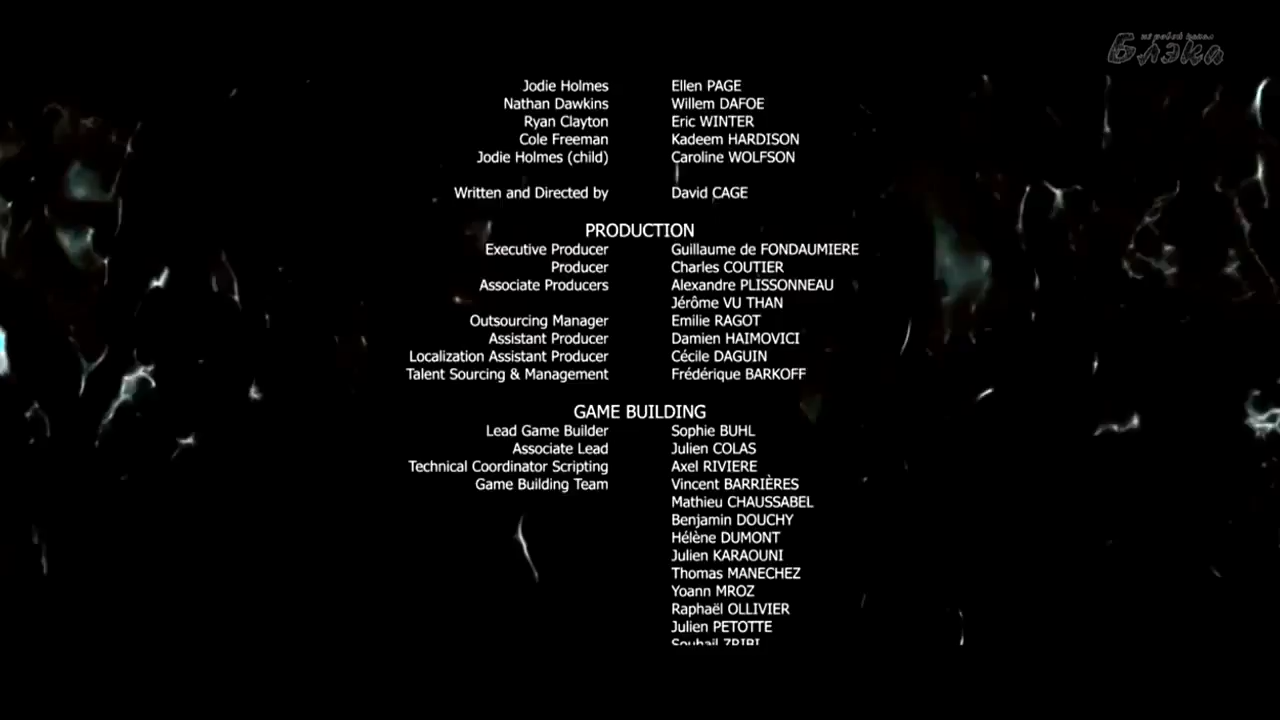 Блэка
Jodie Holmes Ellen PAGE
Nathan Dawkins Willem DAFOE
Ryan Clayton Eric WINTER
Cole Freeman Kadeem HARDISON
Jodie Holmes (child) Caroline WOLFSON
Written and Directed by David CAGE
PRODUCTION
Executive Producer Guillaume de FONDAUMIERE
Producer Charles COUTIER
Associate Producers Alexandre PLISSONNEAU
Jérôme VU THAN
Outsourcing Manager Emilie RAGOT
Assistant Producer Damien HAIMOVICI
Localization Assistant Producer Cécile DAGUIN
Talent Sourcing & Management Frédérique BARKOFF
GAME BUILDING
Lead Game Builder Sophie BUHL
Associate Lead Julien COLAS
Technical Coordinator Scripting Axel RIVIERE
Game Building Team Vincent BARRIÈRES
Mathieu CHAUSSABEL
Benjamin DOUCHY
Hélène DUMONT
Julien KARAOUNI
Thomas MANECHEZ
Yoann MROZ
Raphaël OLLIVIER
Julien PETOTTE
Souhail ZRIBI